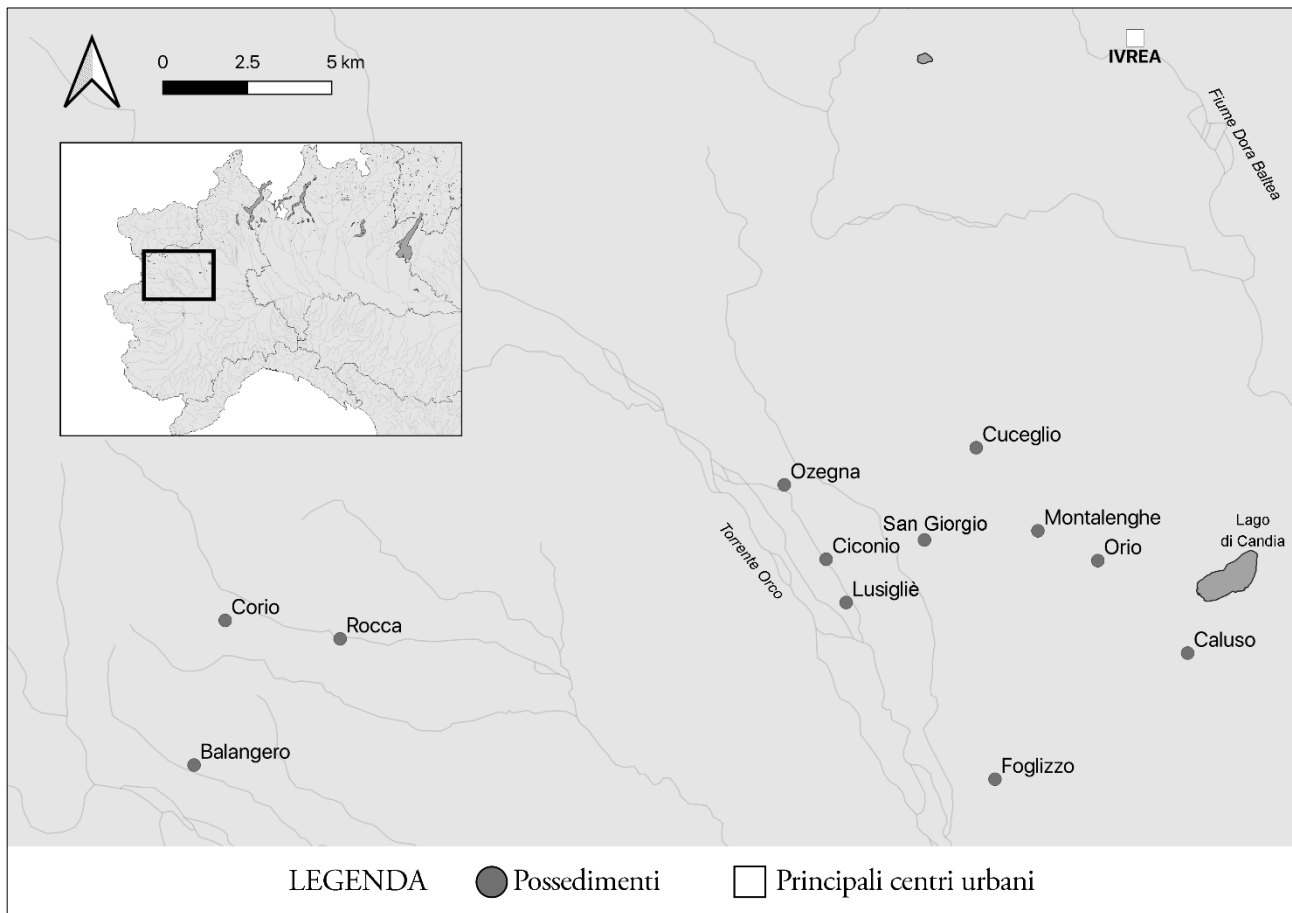 0 2.5 5 km
IVREA
Fiume Dora Baltea
Cuceglio
Ozegna
San Giorgio
Montalenghe
Lago
di Candia
Torrente Orco
Ciconio
Orio
Lusigliè
Corio
Rocca
Caluso
Balangero
Foglizzo
LEGENDA Possedimenti Principali centri urbani